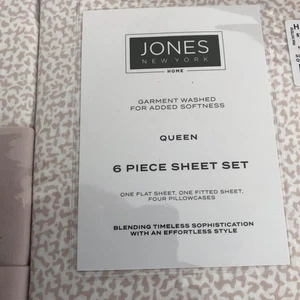 JONES
NEW YORK
HOME
GARMENT WASHED
FOR ADDED SOFTNESS
QUEEN
6 PIECE SHEET SET
ONE FLAT SHEET, ONE FITTED SHEET,
FOUR PILLOWCASES
BLENDING TIMELESS SOPHISTICATION
WITH AN EFFORTLESS STYLE